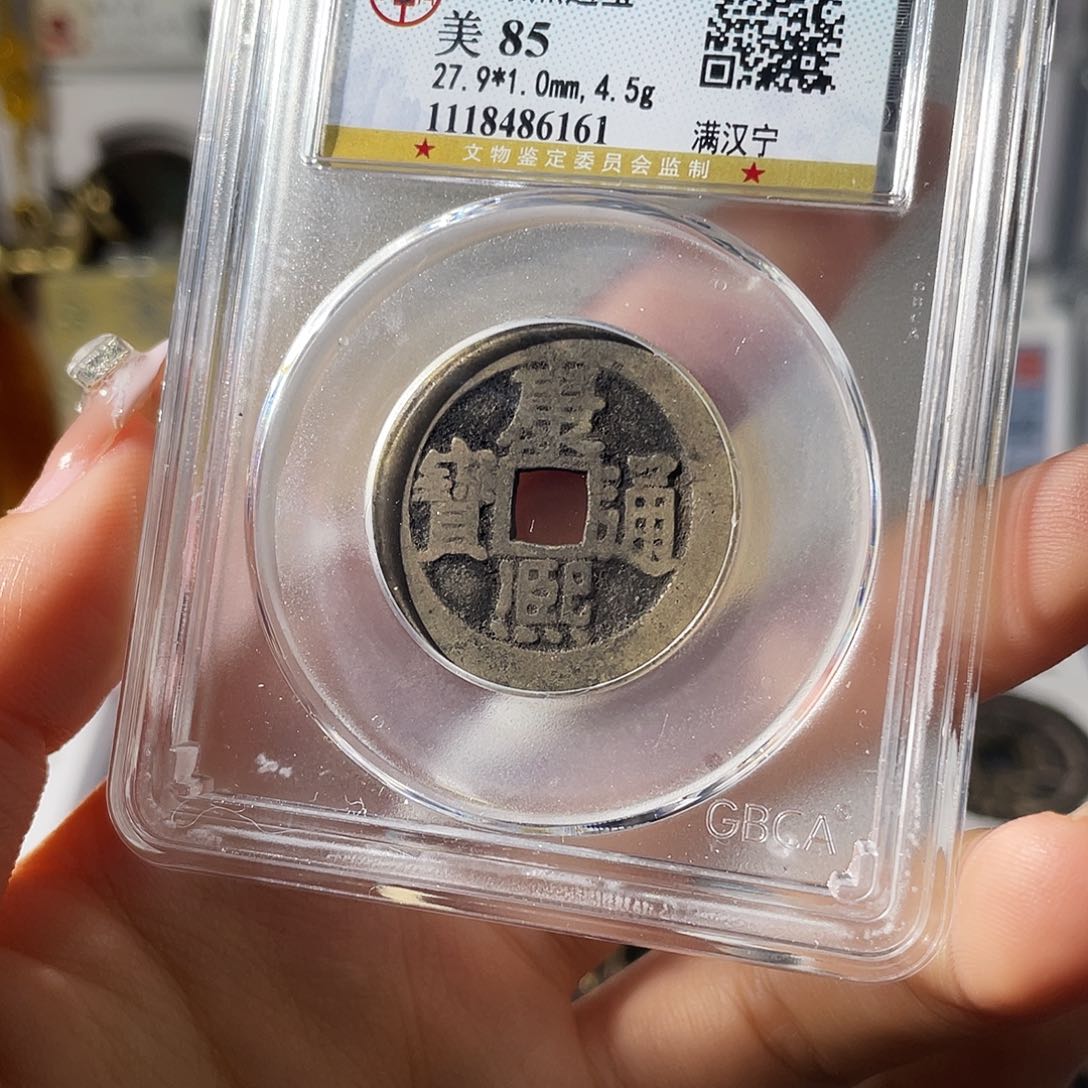 美 85
27.9*1.0mm, 4.5g
1118486161
满汉宁
★ 文物鉴定委员会监制 ★
康熙通寶
GBCA